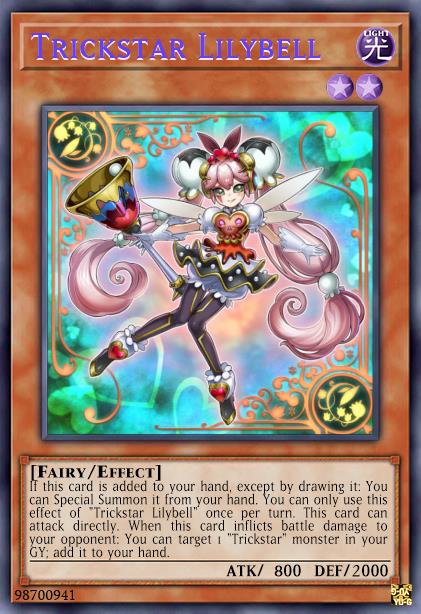 Trickstar Lilybell
LIGHT
光
[Fairy/Effect]
If this card is added to your hand, except by drawing it: You
can Special Summon it from your hand. You can only use this
effect of "Trickstar Lilybell" once per turn. This card can
attack directly. When this card inflicts battle damage to
your opponent: You can target 1 "Trickstar" monster in your
GY; add it to your hand.
ATK/ 800 DEF/2000
98700941